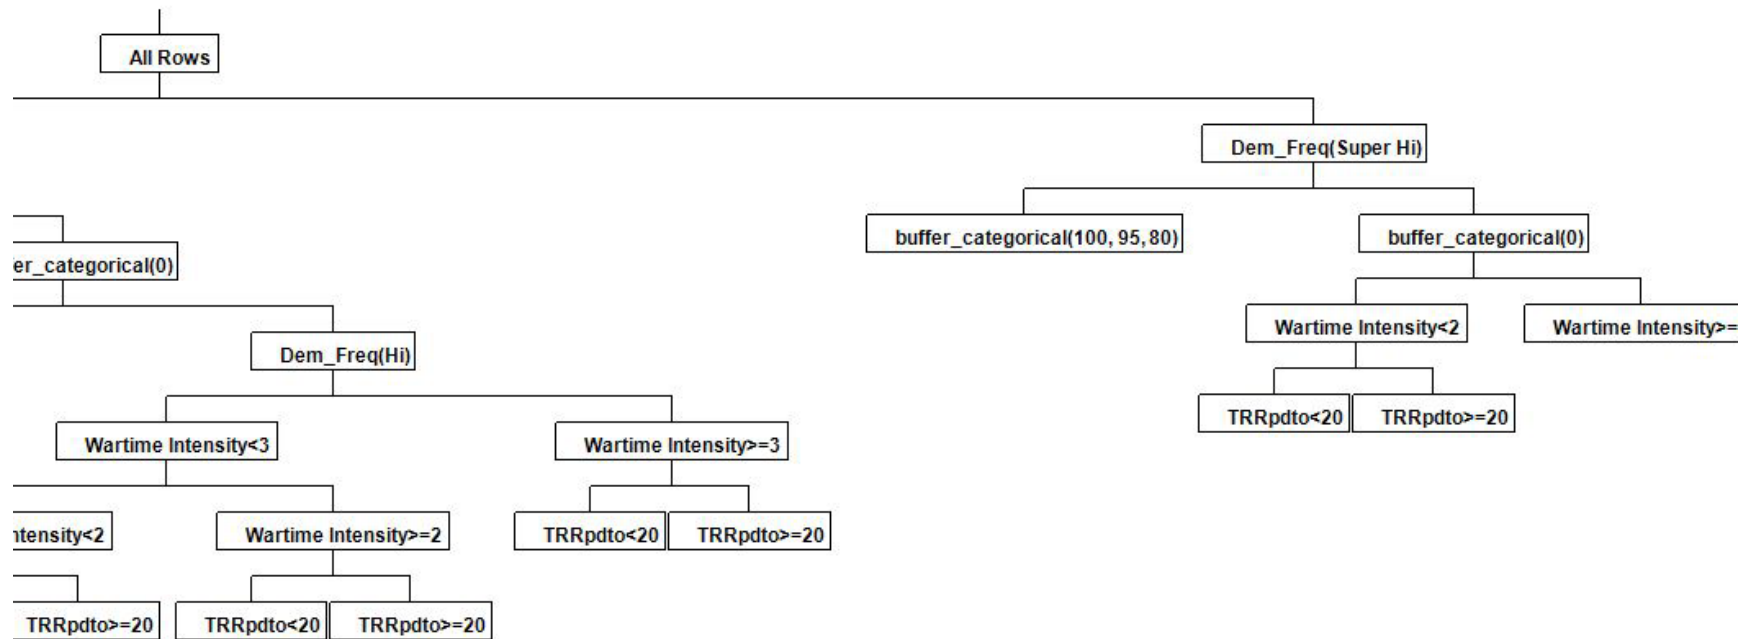 All Rows
Dem_Freq(Super Hi)
buffer_categorical(100, 95, 80)
buffer_categorical(0)
er_categorical(0)
Wartime Intensity<2
Wartime Intensity>=
Dem_Freq(Hi)
TRRpdto<20
TRRpdto>=20
Wartime Intensity<3
Wartime Intensity>=3
ntensity<2
Wartime Intensity>=2
TRRpdto<20
TRRpdto>=20
TRRpdto>=20
TRRpdto<20
TRRpdto>=20